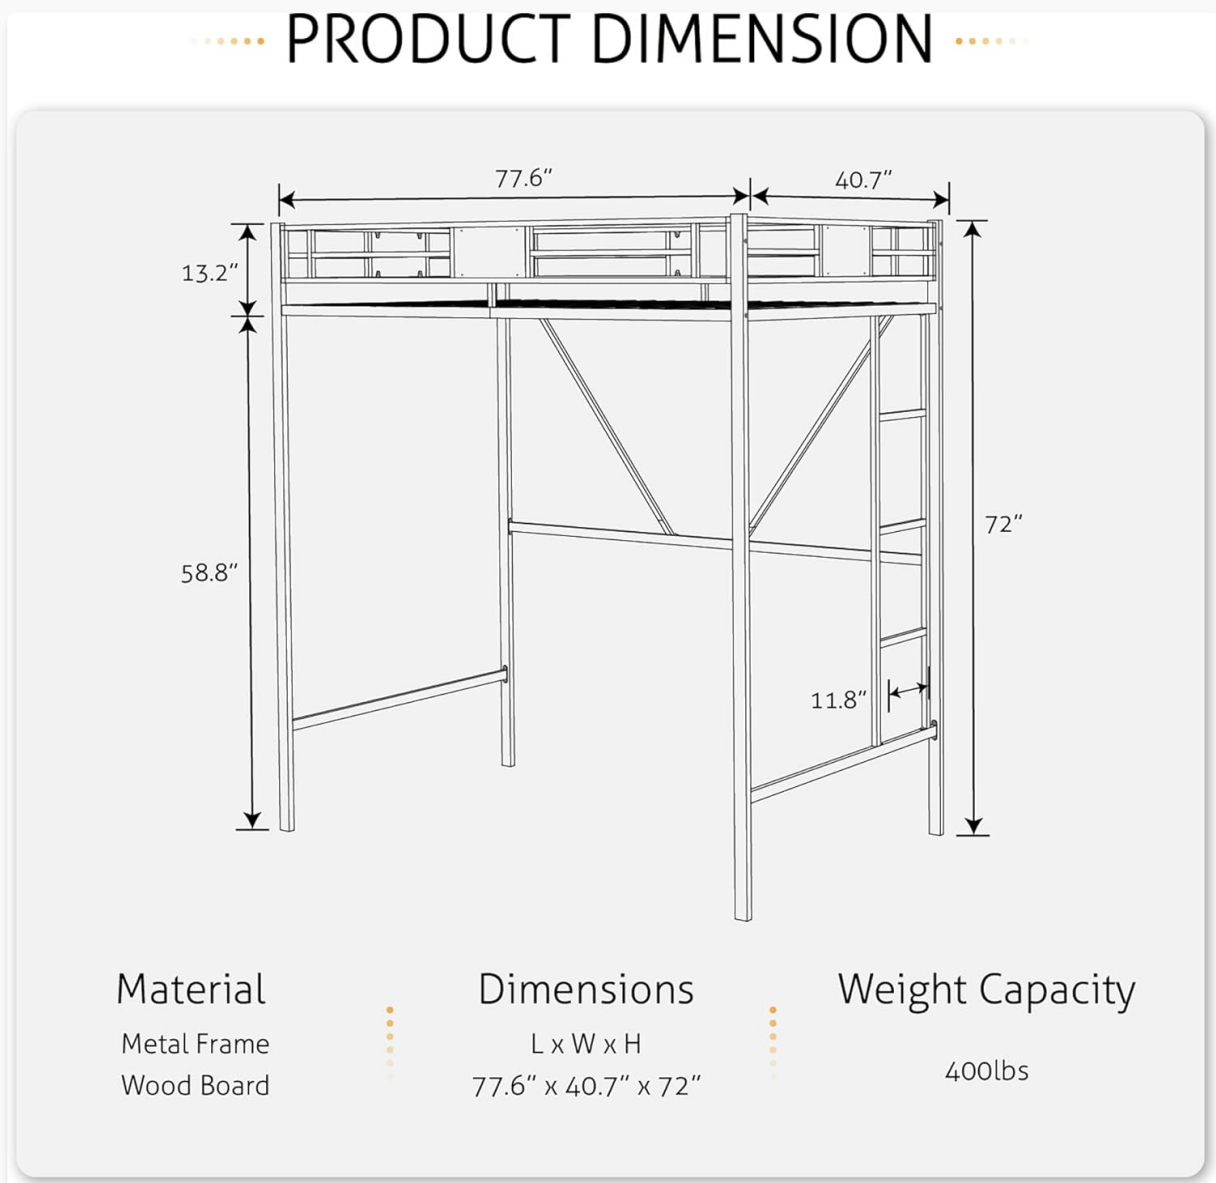 PRODUCT DIMENSION
77.6”
40.7”
13.2”
58.8”
72”
11.8”
Material
Metal Frame
Wood Board
Dimensions
L x W x H
77.6” x 40.7” x 72”
Weight Capacity
400lbs